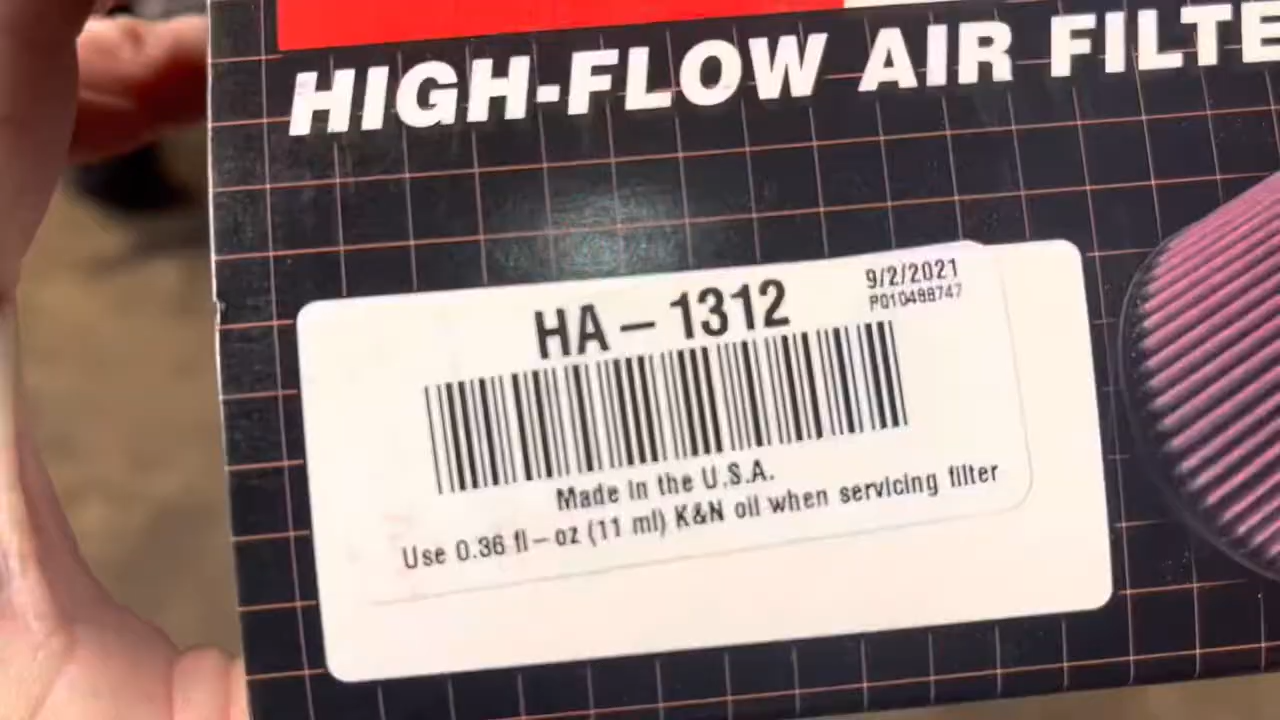 HIGH-FLOW AIR FILTE
HA-1312
9/2/2021
P010488747
Made in the U.S.A.
Use 0.36 fl-oz (11 ml) K&N oil when servicing filter